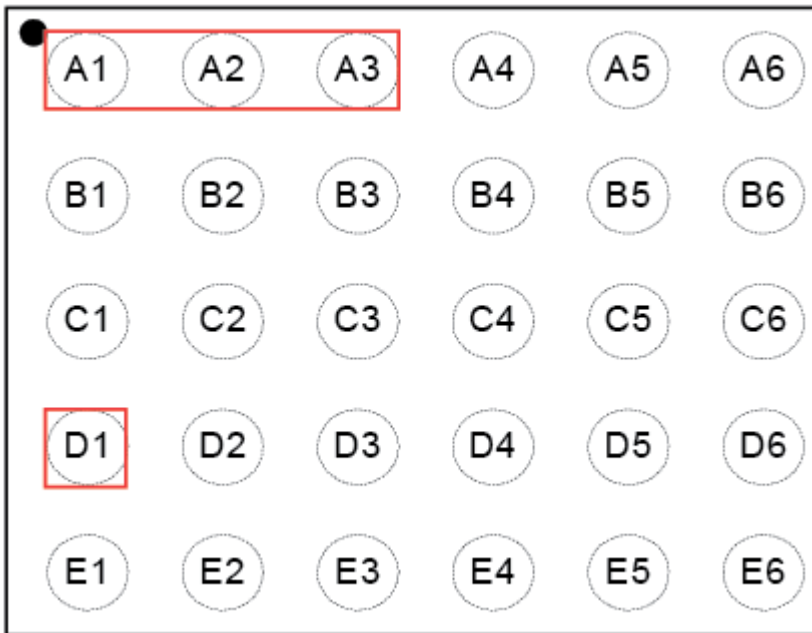 A1 A2 A3 A4 A5 A6
B1 B2 B3 B4 B5 B6
C1 C2 C3 C4 C5 C6
D1 D2 D3 D4 D5 D6
E1 E2 E3 E4 E5 E6